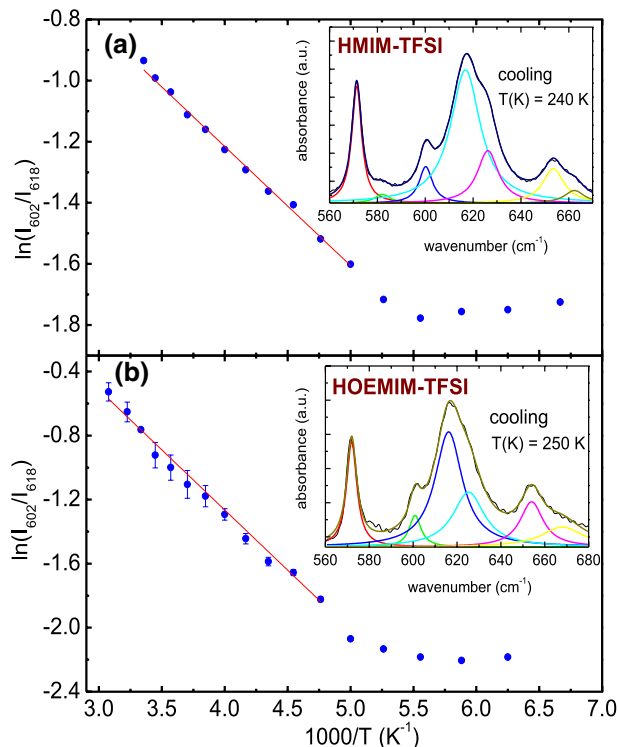 (a)
HMIM-TFSI
cooling
T(K) = 240 K
absorbance (a.u.)
560 580 600 620 640 660
wavenumber (cm⁻¹)
-1.0
-1.2
-1.4
-1.6
-1.8
ln(I₆₀₂/I₆₁₈)
(b)
HOEMIM-TFSI
cooling
T(K) = 250 K
absorbance (a.u.)
560 580 600 620 640 660 680
wavenumber (cm⁻¹)
-0.4
-0.8
-1.2
-1.6
-2.0
-2.4
ln(I₆₀₂/I₆₁₈)
3.0 3.5 4.0 4.5 5.0 5.5 6.0 6.5 7.0
1000/T (K⁻¹)